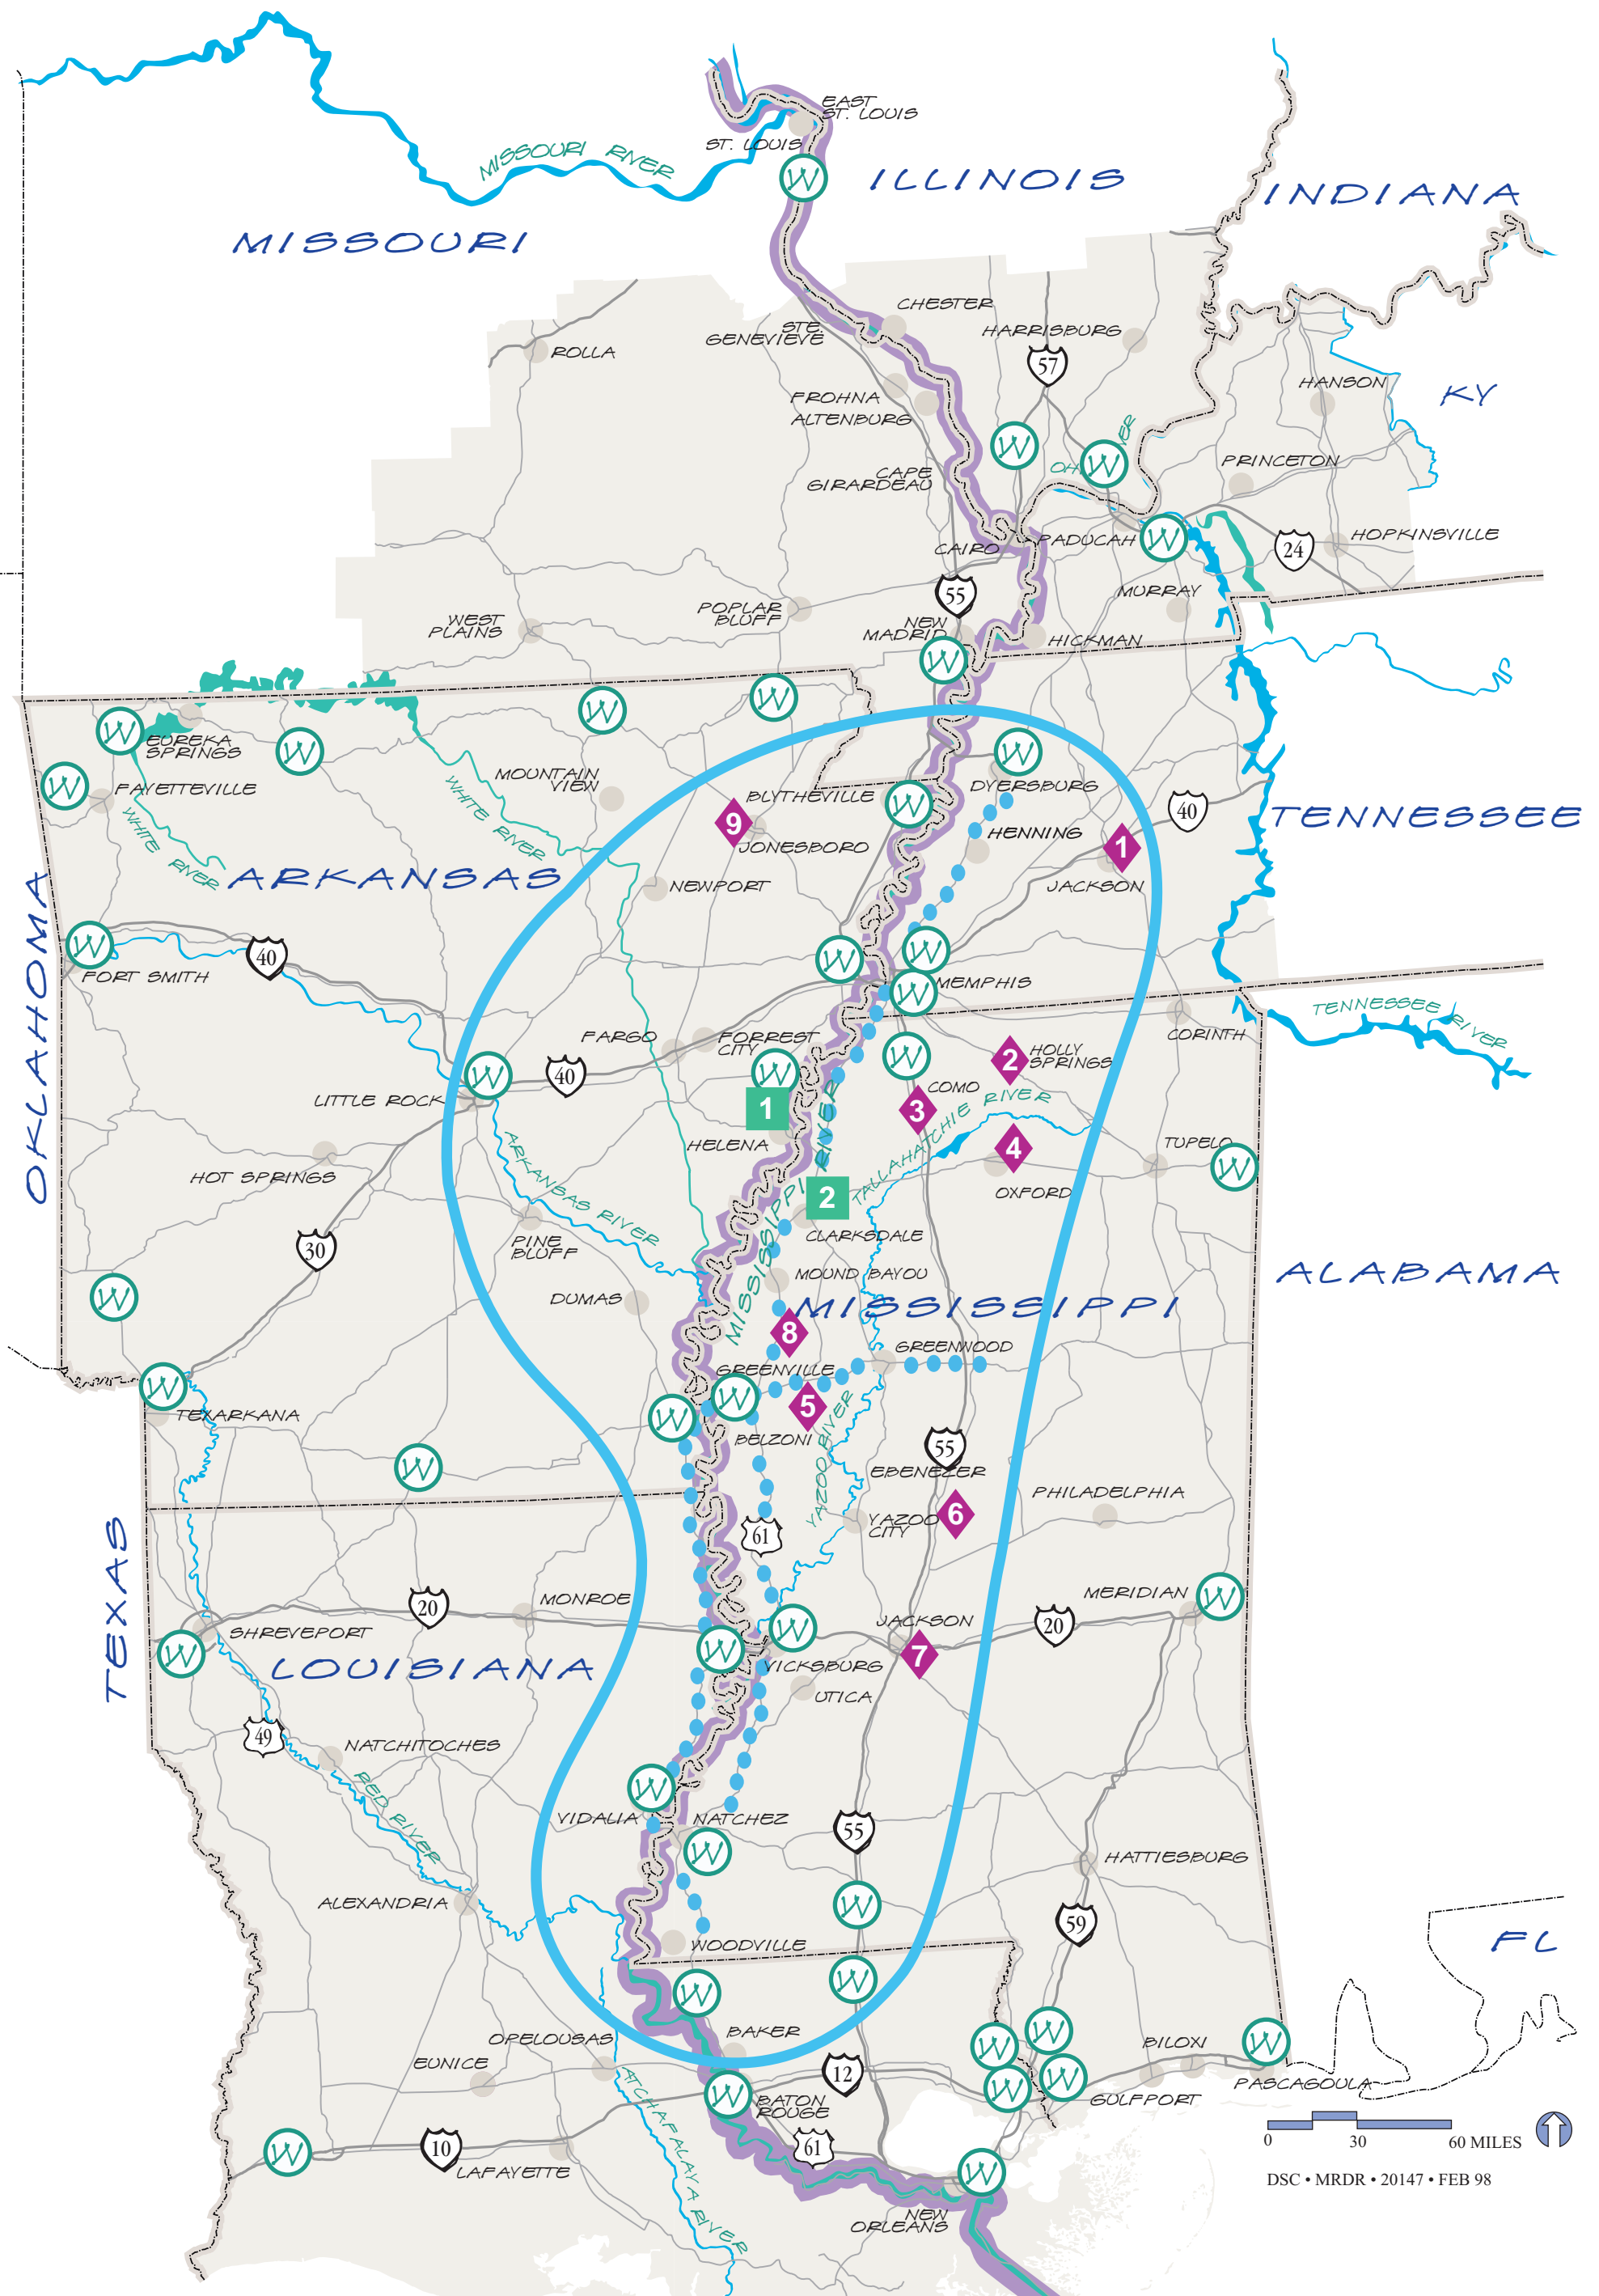 EAST
ST. LOUIS
ST. LOUIS
MISSOURI RIVER
W
ILLINOIS
INDIANA
MISSOURI
CHESTER
STE.
GENEVIEVE
HARRISBURG
ROLLA
57
HANSON
KY
FROHNA
ALTENBURG
W
OH
VER
W
PRINCETON
CAPE
GIRARDEAU
CAIRO
PADUCAH
W
24
HOPKINSVILLE
55
MURRAY
WEST
PLAINS
POPLAR
BLUFF
NEW
MADRID
HICKMAN
W
W
W
W
EUREKA
SPRINGS
W
W
W
FAYETTEVILLE
WHITE RIVER
WHITE RIVER
MOUNTAIN
VIEW
BLYTHEVILLE
W
DYERSBURG
40
TENNESSEE
9
JONESBORO
HENNING
1
JACKSON
ARKANSAS
NEWPORT
OKLAHOMA
W
FORT SMITH
40
W
W
MEMPHIS
W
TENNESSEE RIVER
CORINTH
FARGO
FORREST
CITY
W
W
2
HOLLY
SPRINGS
40
W
LITTLE ROCK
1
COMO
3
HELENA
TALLAHATCHIE RIVER
4
TUPELO
W
OXFORD
HOT SPRINGS
ARKANSAS RIVER
MISSISSIPPI RIVER
2
CLARKSDALE
30
PINE
BLUFF
MOUND BAYOU
ALABAMA
W
DUMAS
MISSISSIPPI
8
GREENWOOD
GREENVILLE
W
TEXARKANA
W
W
5
BELZONI
YAZOO RIVER
55
EBENEZER
W
PHILADELPHIA
6
YAZOO
CITY
61
TEXAS
20
MONROE
MERIDIAN
W
JACKSON
20
SHREVEPORT
W
W
W
7
VICKSBURG
LOUISIANA
UTICA
49
NATCHITOCHES
RED RIVER
W
VIDALIA
NATCHEZ
W
55
HATTIESBURG
ALEXANDRIA
W
59
FL
WOODVILLE
W
W
OPELOUSAS
BAKER
W
W
BILOXI
W
EUNICE
12
W
W
GULFPORT
PASCAGOULA
W
BATON
ROUGE
ATCHAFALAYA RIVER
61
W
10
LAFAYETTE
W
NEW
ORLEANS
0 30 60 MILES
DSC • MRDR • 20147 • FEB 98